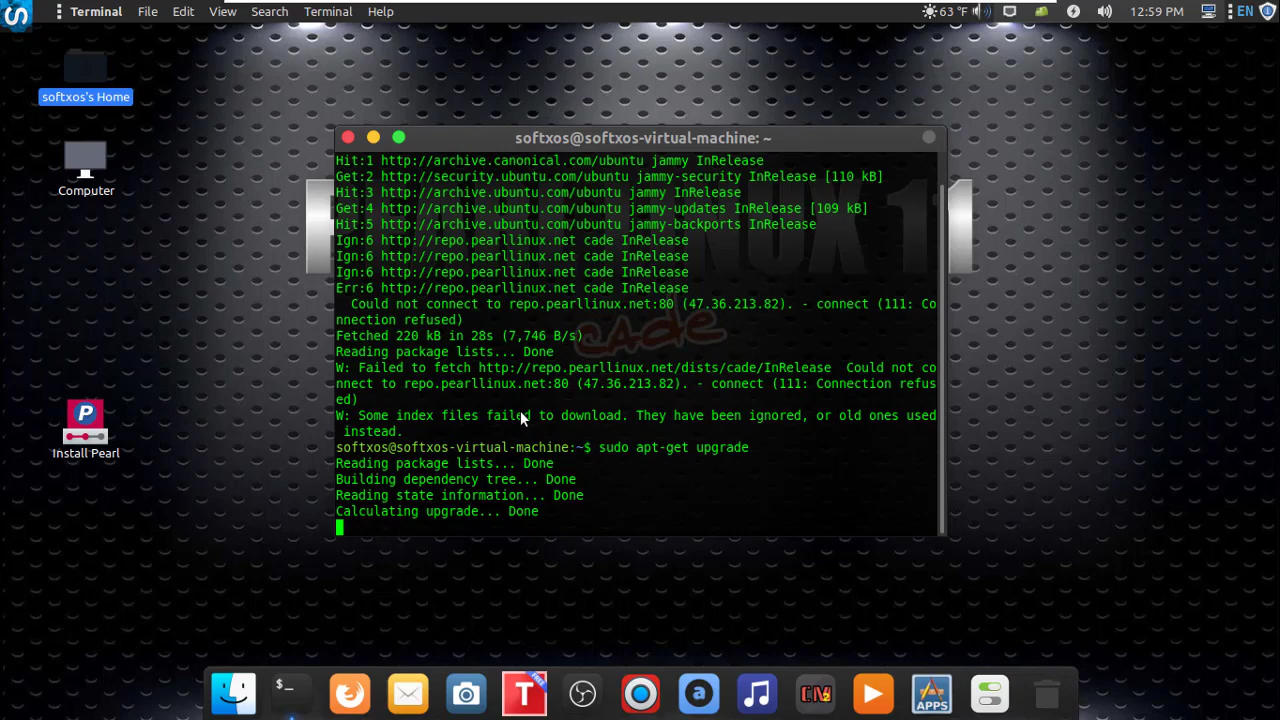 Terminal File Edit View Search Terminal Help
63 °F 12:59 PM EN
softxos's Home
Computer
P
Install Pearl
softxos@softxos-virtual-machine: ~
Hit:1 http://archive.canonical.com/ubuntu jammy InRelease
Get:2 http://security.ubuntu.com/ubuntu jammy-security InRelease [110 kB]
Hit:3 http://archive.ubuntu.com/ubuntu jammy InRelease
Get:4 http://archive.ubuntu.com/ubuntu jammy-updates InRelease [109 kB]
Hit:5 http://archive.ubuntu.com/ubuntu jammy-backports InRelease
Ign:6 http://repo.pearllinux.net cade InRelease
Ign:6 http://repo.pearllinux.net cade InRelease
Ign:6 http://repo.pearllinux.net cade InRelease
Err:6 http://repo.pearllinux.net cade InRelease
Could not connect to repo.pearllinux.net:80 (47.36.213.82). - connect (111: Co
nnection refused)
Fetched 220 kB in 28s (7,746 B/s)
Reading package lists... Done
W: Failed to fetch http://repo.pearllinux.net/dists/cade/InRelease Could not co
nnect to repo.pearllinux.net:80 (47.36.213.82). - connect (111: Connection refus
ed)
W: Some index files failed to download. They have been ignored, or old ones used
instead.
softxos@softxos-virtual-machine:~$ sudo apt-get upgrade
Reading package lists... Done
Building dependency tree... Done
Reading state information... Done
Calculating upgrade... Done
cade
$_ T FREE a CM APPS